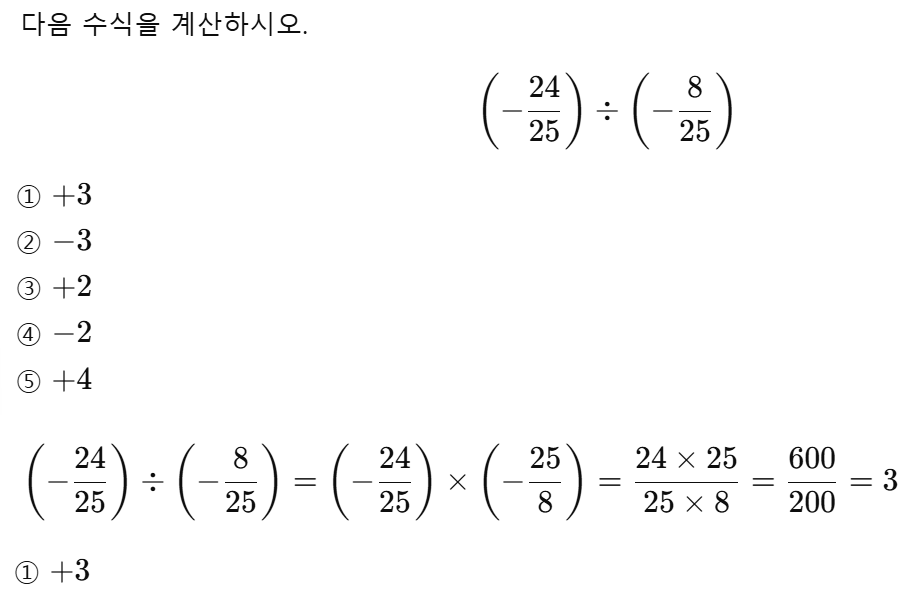 다음 수식을 계산하시오.
(−24/25) ÷ (−8/25)
① +3
② −3
③ +2
④ −2
⑤ +4
(−24/25) ÷ (−8/25) = (−24/25) × (−25/8) = (24 × 25)/(25 × 8) = 600/200 = 3
① +3